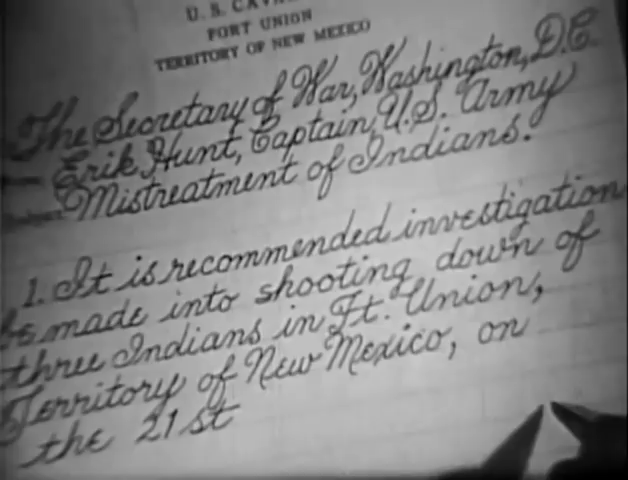 U. S. CAVA
FORT UNION
TERRITORY OF NEW MEXICO
The Secretary of War, Washington, D.C.
Erik Hunt, Captain, U.S. Army
Mistreatment of Indians.
1. It is recommended investigation
be made into shooting down of
three Indians in Ft. Union,
Territory of New Mexico, on
the 21st